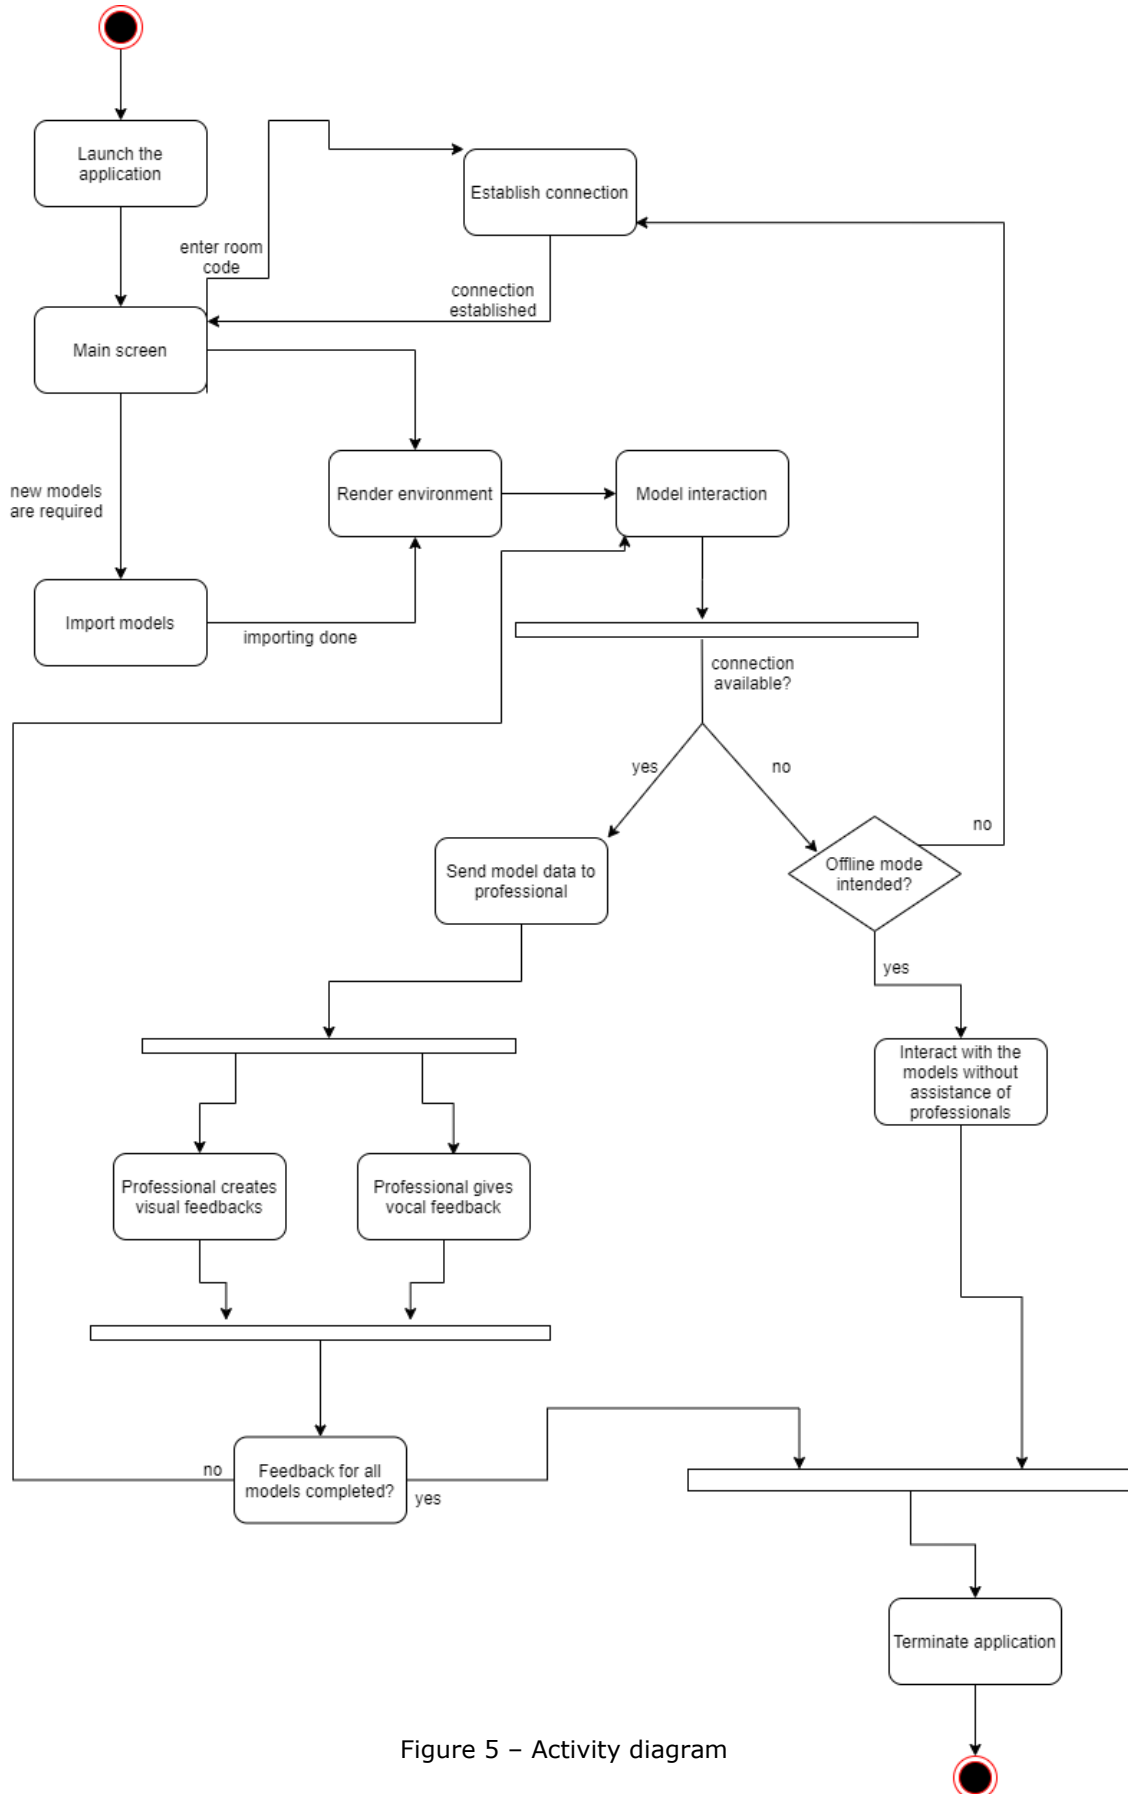 Launch the
application
Establish connection
enter room
code
connection
established
Main screen
new models
are required
Render environment
Model interaction
Import models
importing done
connection
available?
yes
no
no
Offline mode
intended?
Send model data to
professional
yes
Interact with the
models without
assistance of
professionals
Professional creates
visual feedbacks
Professional gives
vocal feedback
no
Feedback for all
models completed?
yes
Terminate application
Figure 5 – Activity diagram